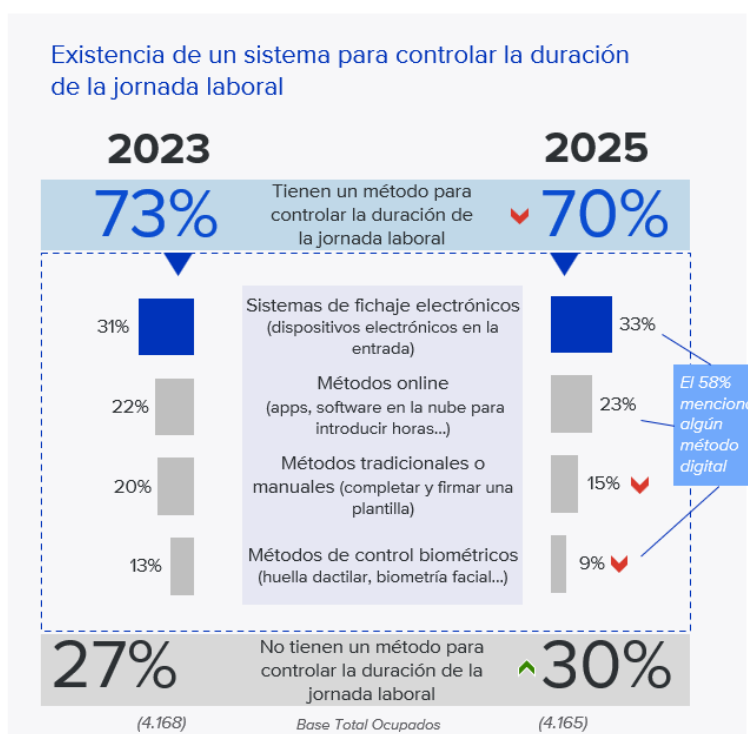 Existencia de un sistema para controlar la duración
de la jornada laboral
2023
2025
73%
Tienen un método para
controlar la duración de
la jornada laboral
70%
31%
Sistemas de fichaje electrónicos
(dispositivos electrónicos en la
entrada)
33%
22%
Métodos online
(apps, software en la nube para
introducir horas...)
23%
El 58%
menciona
algún
método
digital
20%
Métodos tradicionales o
manuales (completar y firmar una
plantilla)
15%
13%
Métodos de control biométricos
(huella dactilar, biometría facial...)
9%
27%
No tienen un método para
controlar la duración de la
jornada laboral
30%
(4.168)
Base Total Ocupados
(4.165)